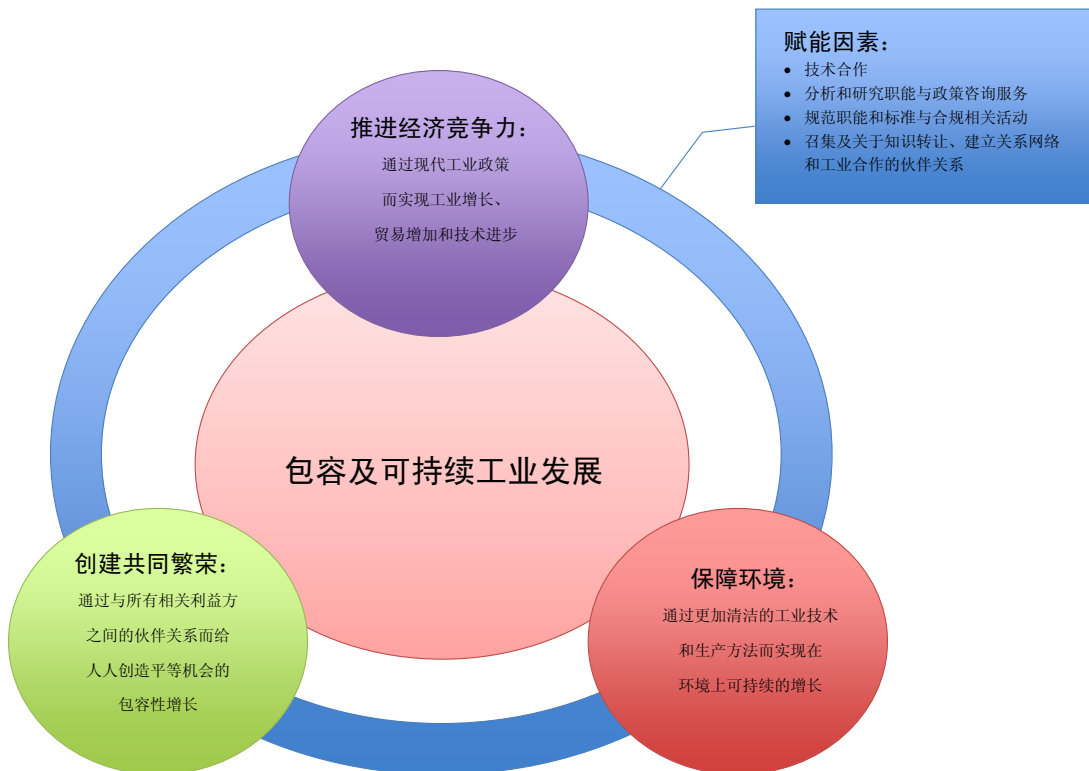 赋能因素：
• 技术合作
• 分析和研究职能与政策咨询服务
• 规范职能和标准与合规相关活动
• 召集及关于知识转让、建立关系网络
和工业合作的伙伴关系
推进经济竞争力：
通过现代工业政策
而实现工业增长、
贸易增加和技术进步
包容及可持续工业发展
创建共同繁荣：
通过与所有相关利益方
之间的伙伴关系而给
人人创造平等机会的
包容性增长
保障环境：
通过更加清洁的工业技术
和生产方法而实现在
环境上可持续的增长